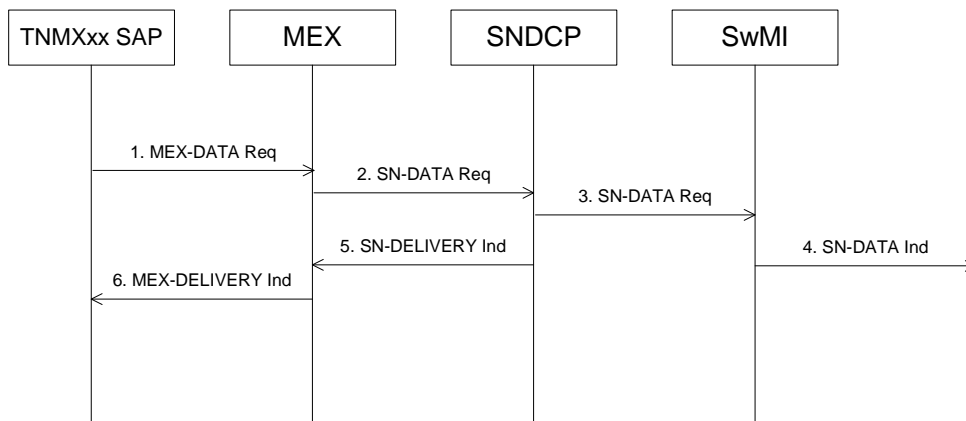 TNMXxx SAP
MEX
SNDCP
SwMI
1. MEX-DATA Req
2. SN-DATA Req
3. SN-DATA Req
5. SN-DELIVERY Ind
4. SN-DATA Ind
6. MEX-DELIVERY Ind